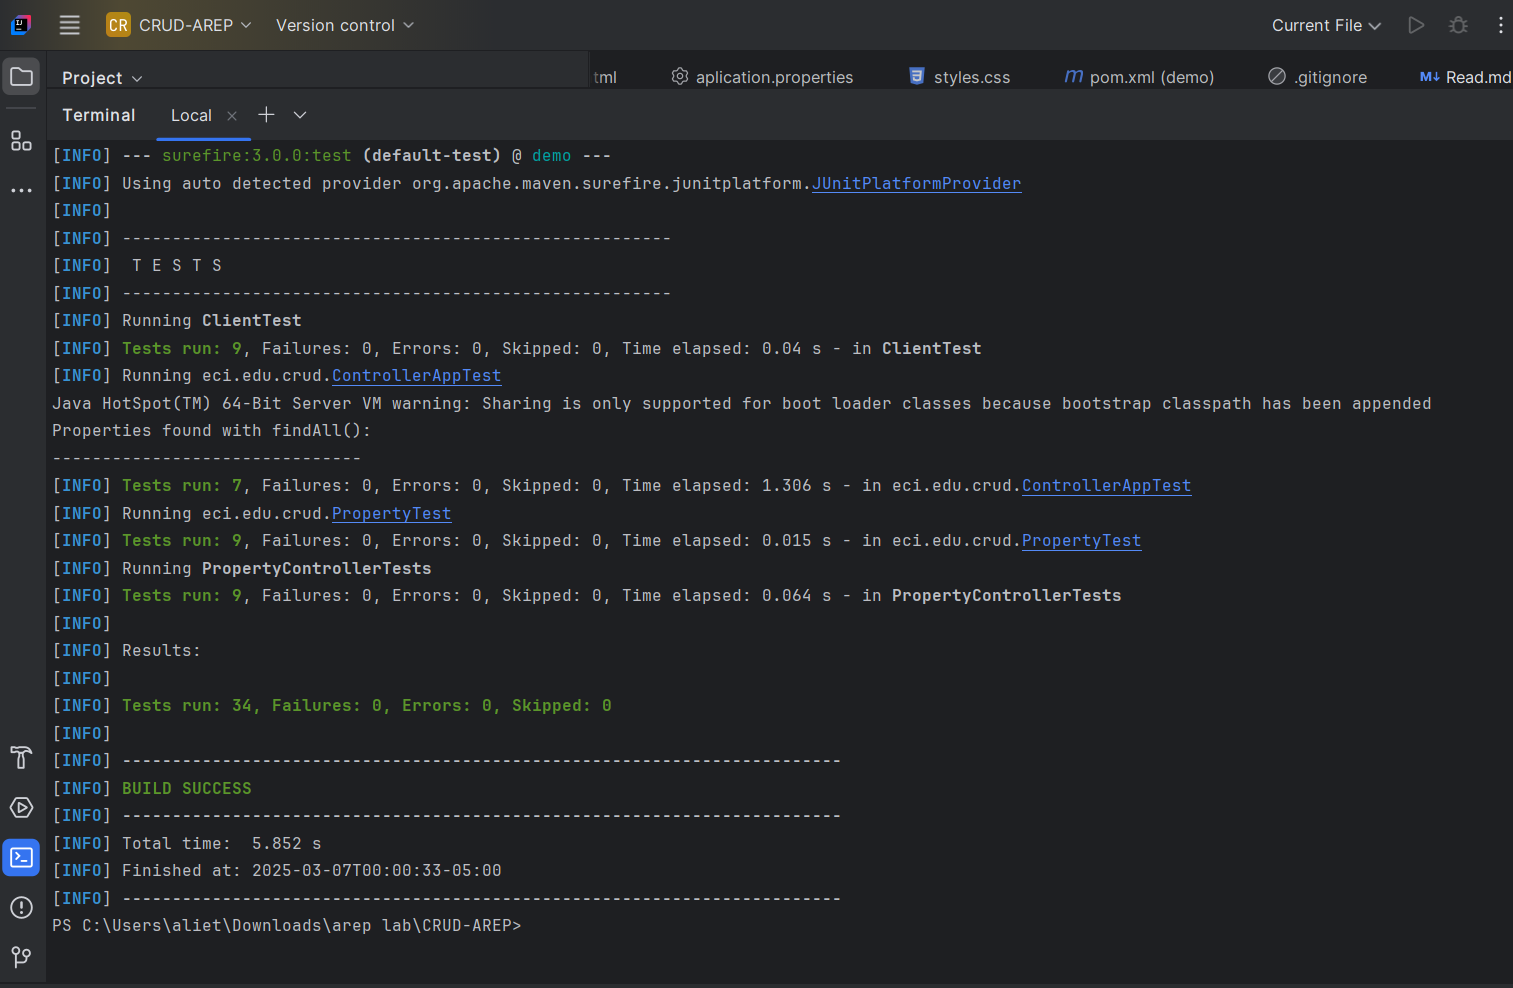 CR CRUD-AREP Version control Current File
Project tml aplication.properties styles.css pom.xml (demo) .gitignore M↓ Read.md
Terminal Local
[INFO] --- surefire:3.0.0:test (default-test) @ demo ---
[INFO] Using auto detected provider org.apache.maven.surefire.junitplatform.JUnitPlatformProvider
[INFO]
[INFO] -------------------------------------------------------
[INFO]  T E S T S
[INFO] -------------------------------------------------------
[INFO] Running ClientTest
[INFO] Tests run: 9, Failures: 0, Errors: 0, Skipped: 0, Time elapsed: 0.04 s - in ClientTest
[INFO] Running eci.edu.crud.ControllerAppTest
Java HotSpot(TM) 64-Bit Server VM warning: Sharing is only supported for boot loader classes because bootstrap classpath has been appended
Properties found with findAll():
-------------------------------
[INFO] Tests run: 7, Failures: 0, Errors: 0, Skipped: 0, Time elapsed: 1.306 s - in eci.edu.crud.ControllerAppTest
[INFO] Running eci.edu.crud.PropertyTest
[INFO] Tests run: 9, Failures: 0, Errors: 0, Skipped: 0, Time elapsed: 0.015 s - in eci.edu.crud.PropertyTest
[INFO] Running PropertyControllerTests
[INFO] Tests run: 9, Failures: 0, Errors: 0, Skipped: 0, Time elapsed: 0.064 s - in PropertyControllerTests
[INFO]
[INFO] Results:
[INFO]
[INFO] Tests run: 34, Failures: 0, Errors: 0, Skipped: 0
[INFO]
[INFO] ------------------------------------------------------------------------
[INFO] BUILD SUCCESS
[INFO] ------------------------------------------------------------------------
[INFO] Total time:  5.852 s
[INFO] Finished at: 2025-03-07T00:00:33-05:00
[INFO] ------------------------------------------------------------------------
PS C:\Users\aliet\Downloads\arep lab\CRUD-AREP>